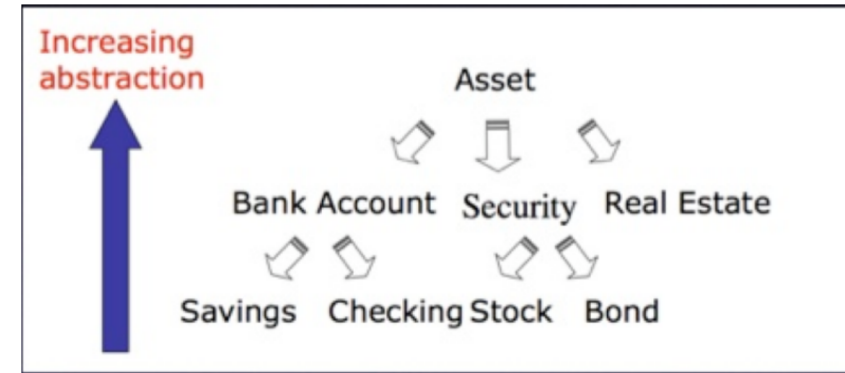 Increasing
abstraction
Asset
Bank Account Security Real Estate
Savings Checking Stock Bond